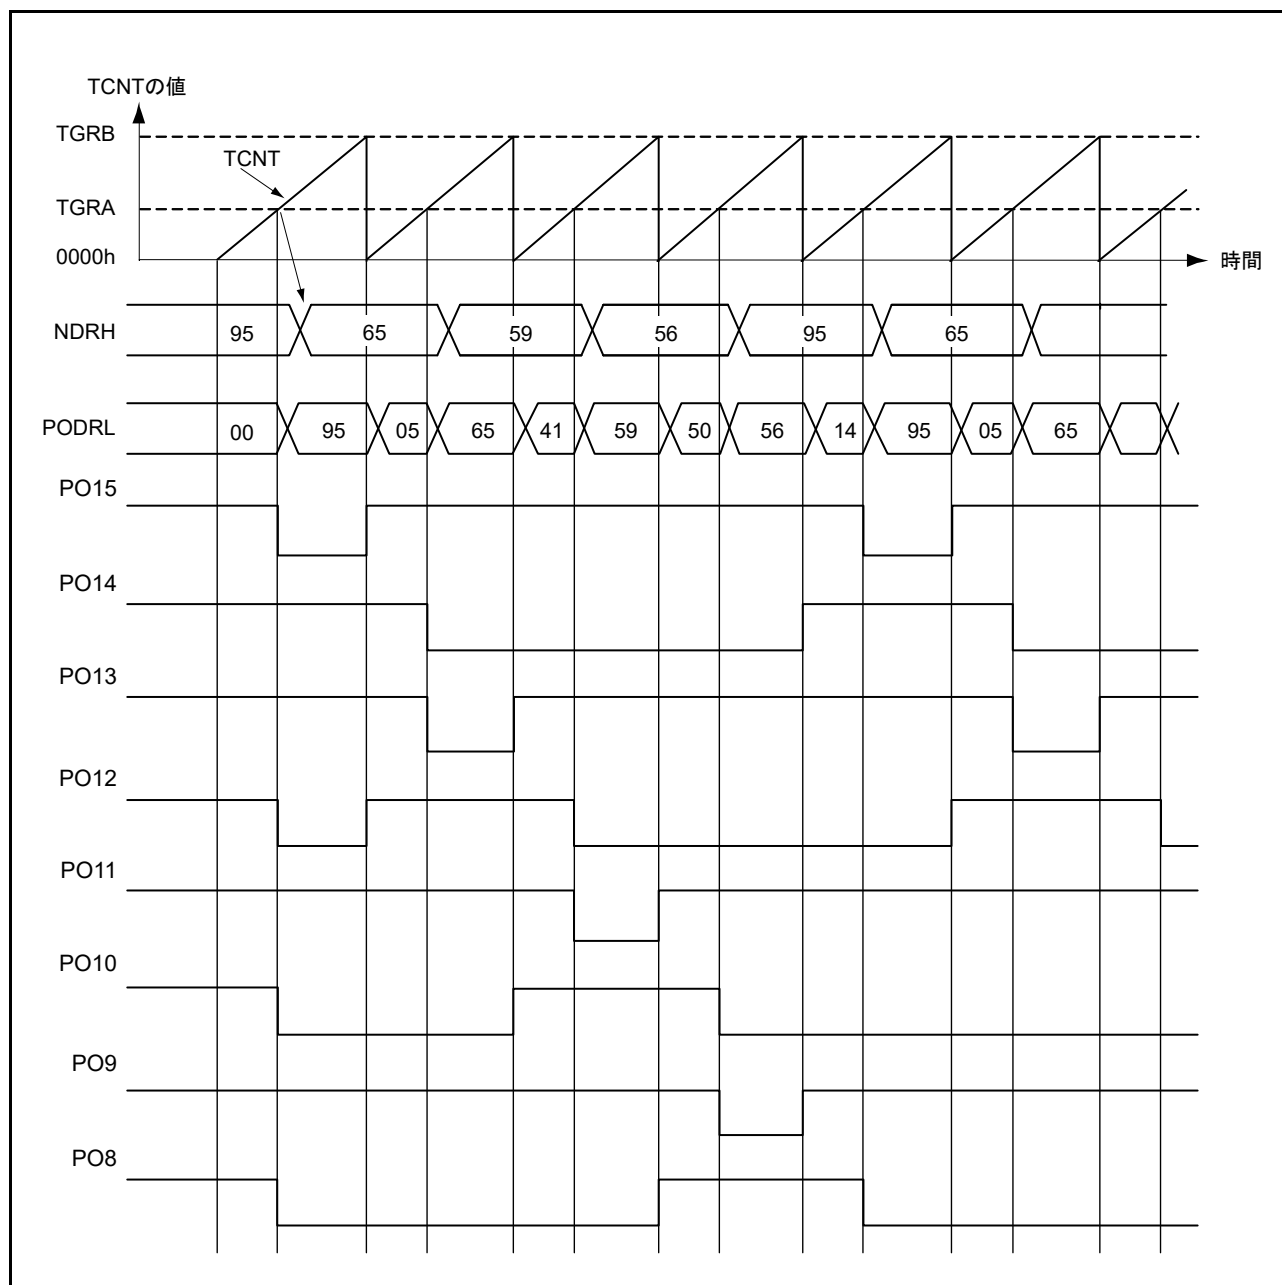 TCNTの値
TGRB
TCNT
TGRA
0000h
時間
NDRH
95 65 59 56 95 65
PODRL
00 95 05 65 41 59 50 56 14 95 05 65
PO15
PO14
PO13
PO12
PO11
PO10
PO9
PO8